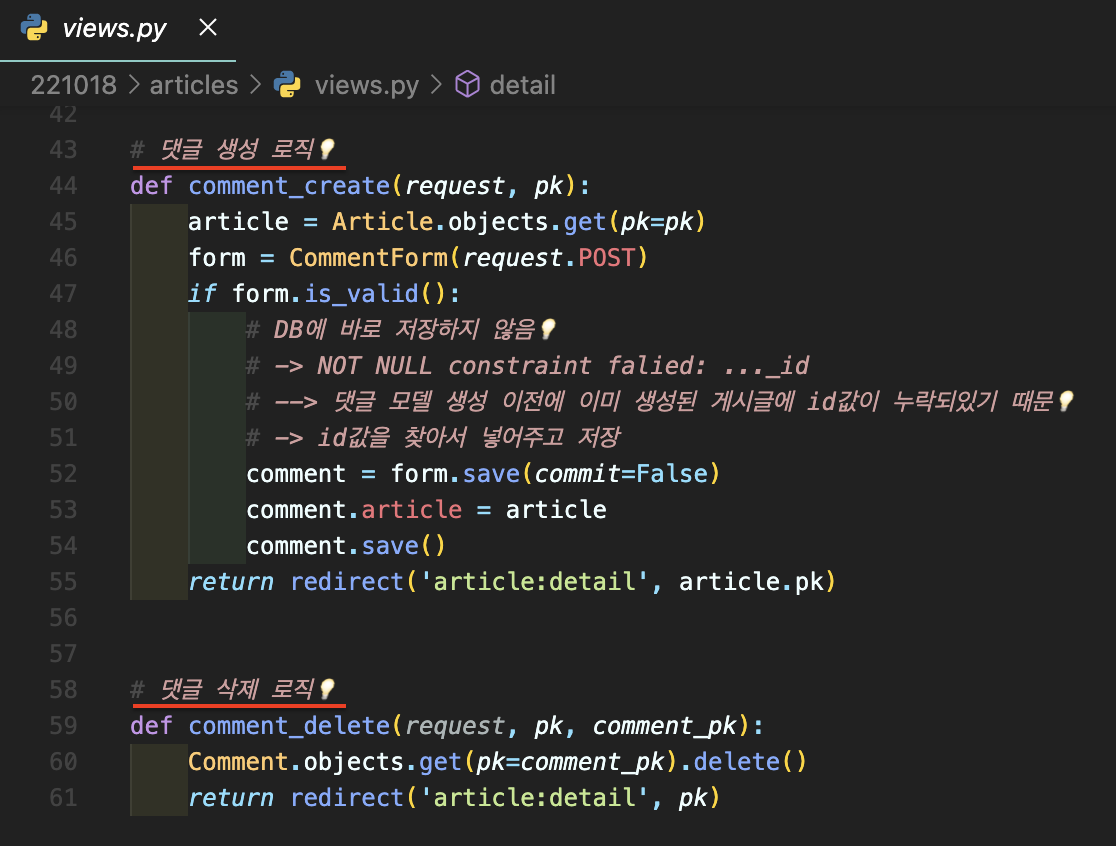 views.py ×
221018 > articles > views.py > detail
42
43 # 댓글 생성 로직💡
44 def comment_create(request, pk):
45     article = Article.objects.get(pk=pk)
46     form = CommentForm(request.POST)
47     if form.is_valid():
48         # DB에 바로 저장하지 않음💡
49         # -> NOT NULL constraint falied: ..._id
50         # --> 댓글 모델 생성 이전에 이미 생성된 게시글에 id값이 누락되있기 떄문💡
51         # -> id값을 찾아서 넣어주고 저장
52         comment = form.save(commit=False)
53         comment.article = article
54         comment.save()
55     return redirect('article:detail', article.pk)
56
57
58 # 댓글 삭제 로직💡
59 def comment_delete(request, pk, comment_pk):
60     Comment.objects.get(pk=comment_pk).delete()
61     return redirect('article:detail', pk)